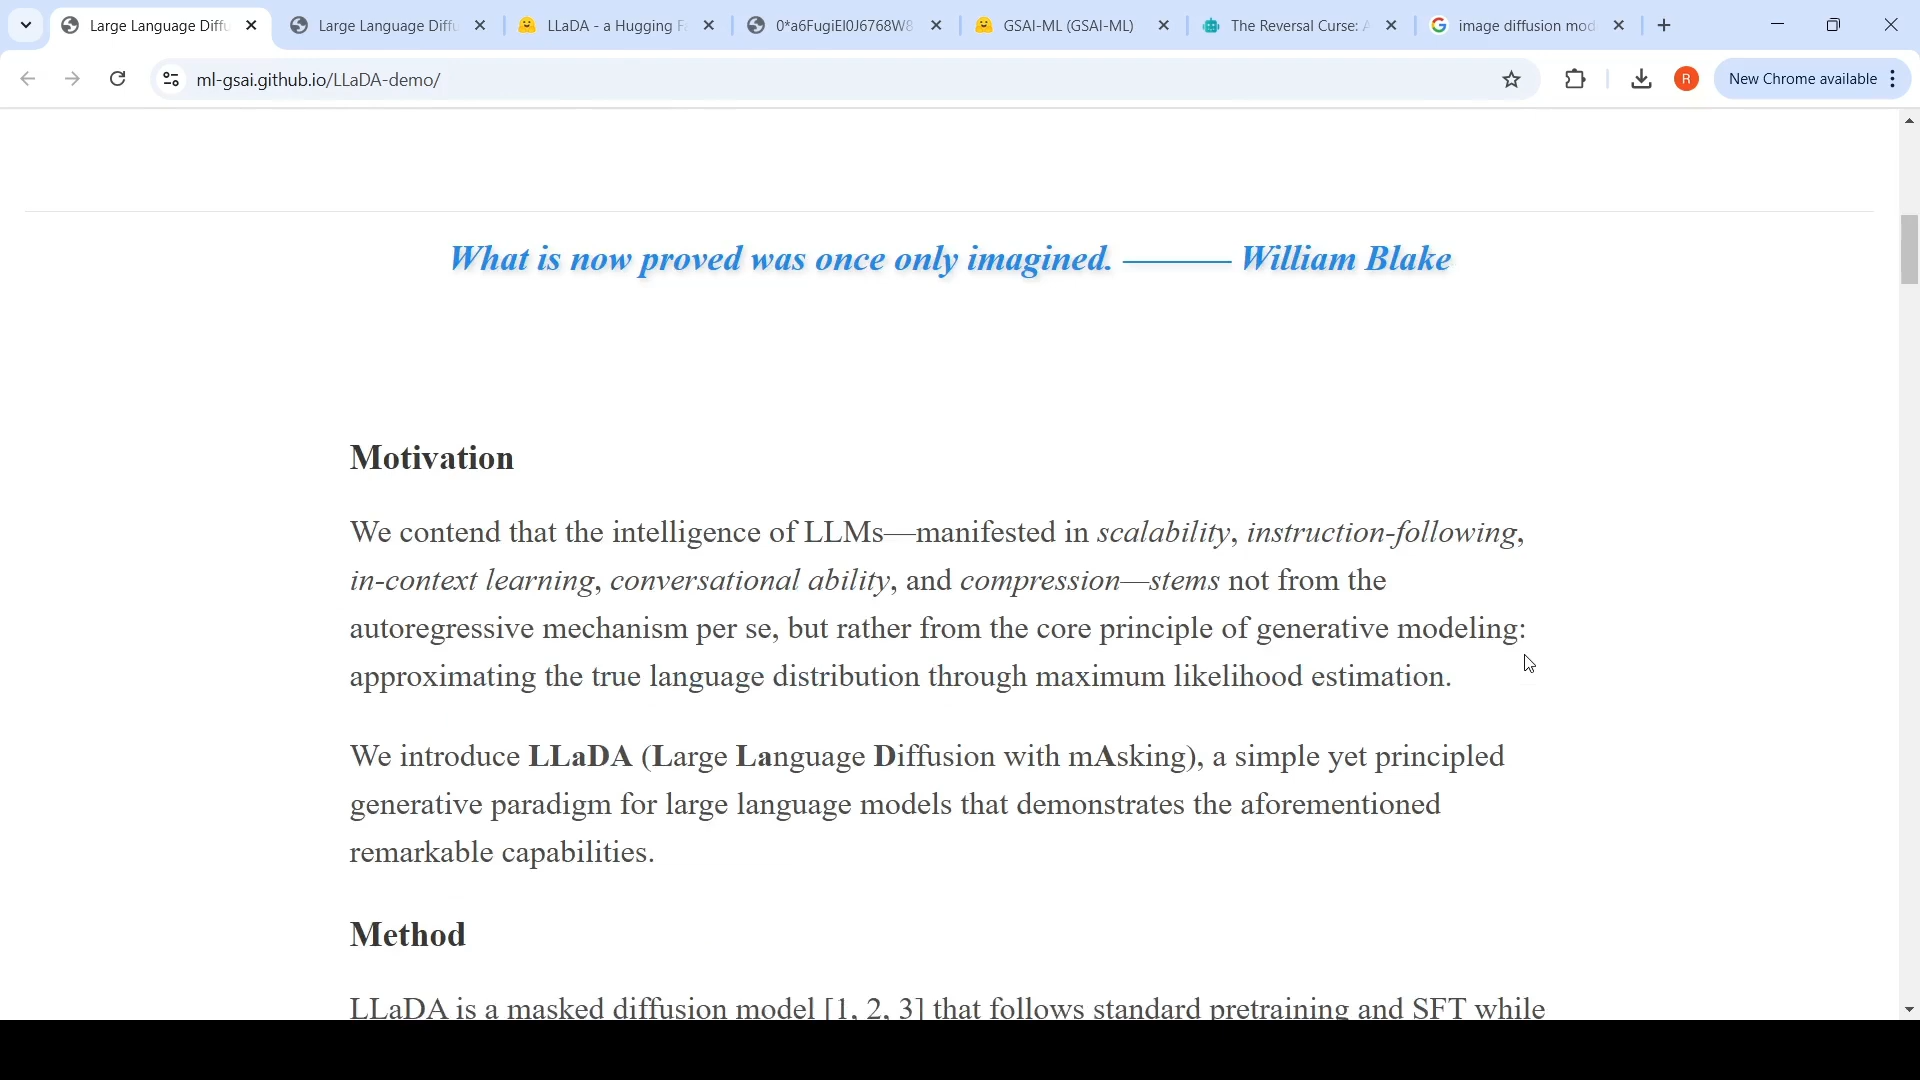 Large Language Diffu
Large Language Diffu
LLaDA - a Hugging F
0*a6FugiEI0J6768W8
GSAI-ML (GSAI-ML)
The Reversal Curse: A
image diffusion mod
ml-gsai.github.io/LLaDA-demo/
R
New Chrome available
What is now proved was once only imagined. ——— William Blake
Motivation
We contend that the intelligence of LLMs—manifested in scalability, instruction-following,
in-context learning, conversational ability, and compression—stems not from the
autoregressive mechanism per se, but rather from the core principle of generative modeling:
approximating the true language distribution through maximum likelihood estimation.
We introduce LLaDA (Large Language Diffusion with mAsking), a simple yet principled
generative paradigm for large language models that demonstrates the aforementioned
remarkable capabilities.
Method
LLaDA is a masked diffusion model [1, 2, 3] that follows standard pretraining and SFT while